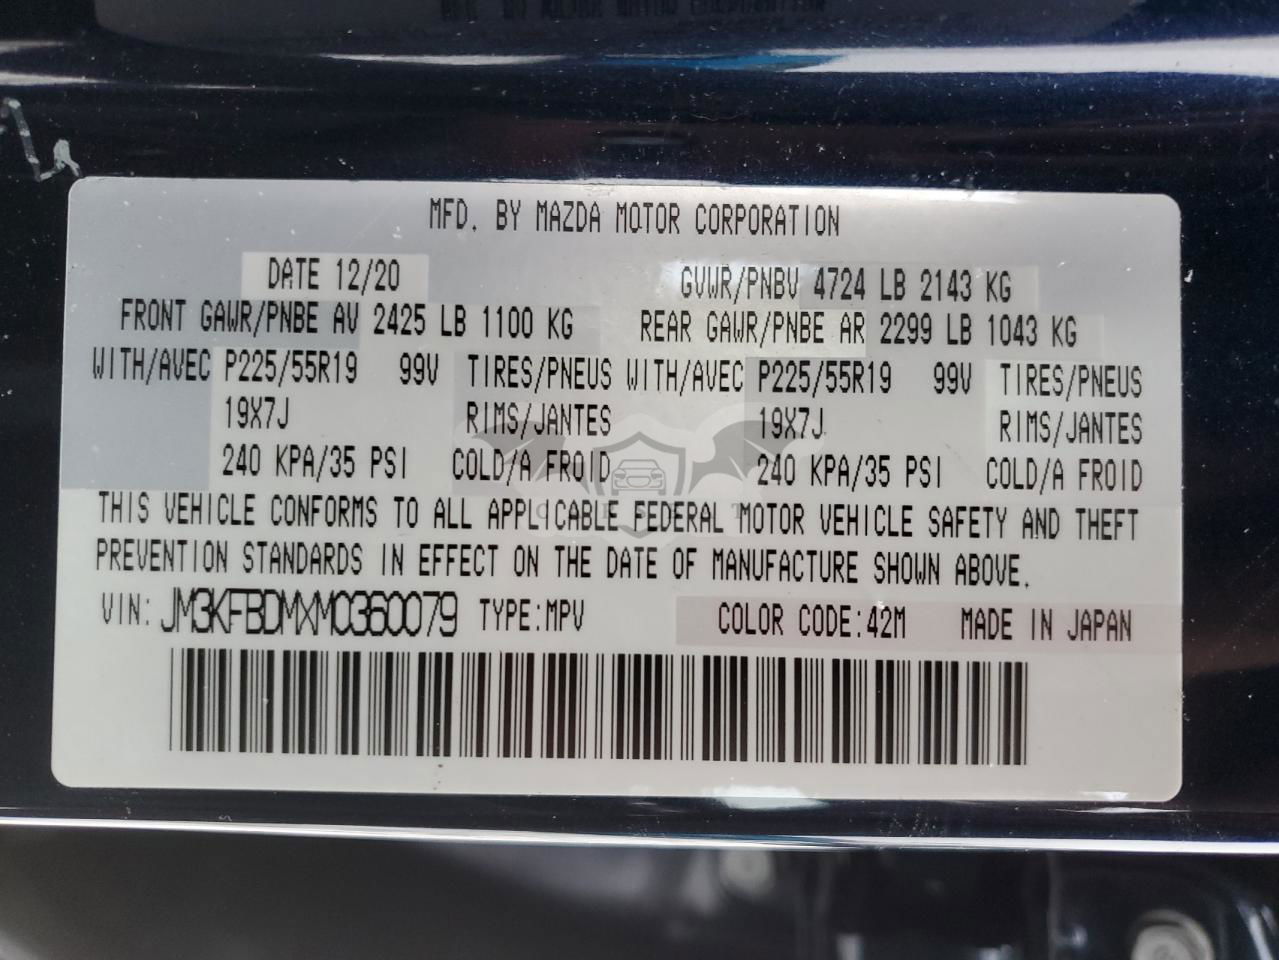 MFD. BY MAZDA MOTOR CORPORATION
DATE 12/20 GVWR/PNBV 4724 LB 2143 KG
FRONT GAWR/PNBE AV 2425 LB 1100 KG REAR GAWR/PNBE AR 2299 LB 1043 KG
WITH/AVEC P225/55R19 99V TIRES/PNEUS WITH/AVEC P225/55R19 99V TIRES/PNEUS
19X7J RIMS/JANTES 19X7J RIMS/JANTES
240 KPA/35 PSI COLD/A FROID 240 KPA/35 PSI COLD/A FROID
THIS VEHICLE CONFORMS TO ALL APPLICABLE FEDERAL MOTOR VEHICLE SAFETY AND THEFT
PREVENTION STANDARDS IN EFFECT ON THE DATE OF MANUFACTURE SHOWN ABOVE.
VIN: JM3KFBDMXM0360079 TYPE:MPV COLOR CODE:42M MADE IN JAPAN